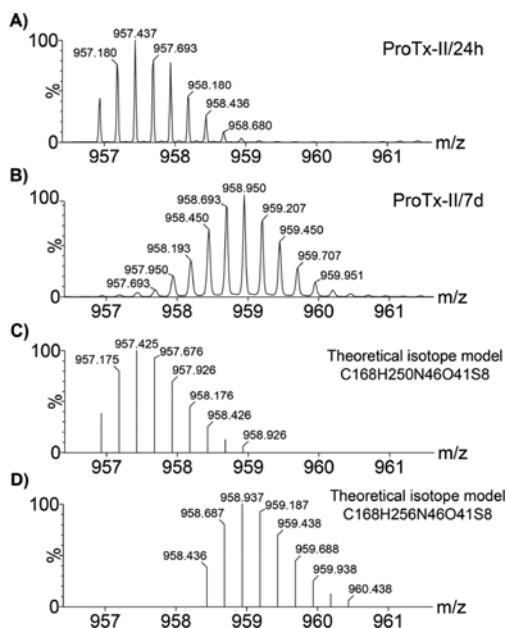 A)
ProTx-II/24h
100
957.437
957.180
957.693
958.180
958.436
958.680
%
0
957 958 959 960 961
m/z
B)
ProTx-II/7d
100
958.950
958.693
959.207
958.450
959.450
958.193
959.707
957.950
959.951
957.693
%
0
957 958 959 960 961
m/z
C)
Theoretical isotope model
C168H250N46O41S8
100
957.425
957.175
957.676
957.926
958.176
958.426
958.926
%
0
957 958 959 960 961
m/z
D)
Theoretical isotope model
C168H256N46O41S8
100
958.937
958.687
959.187
959.438
958.436
959.688
959.938
960.438
%
0
957 958 959 960 961
m/z